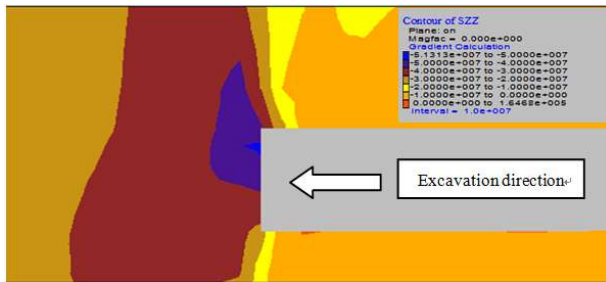 Contour of SZZ
Plane: on
Magfac = 0.000e+000
Gradient Calculation
-5.1313e+007 to -5.0000e+007
-5.0000e+007 to -4.0000e+007
-4.0000e+007 to -3.0000e+007
-3.0000e+007 to -2.0000e+007
-2.0000e+007 to -1.0000e+007
-1.0000e+007 to 0.0000e+000
0.0000e+000 to 1.6468e+005
Interval = 1.0e+007
Excavation direction